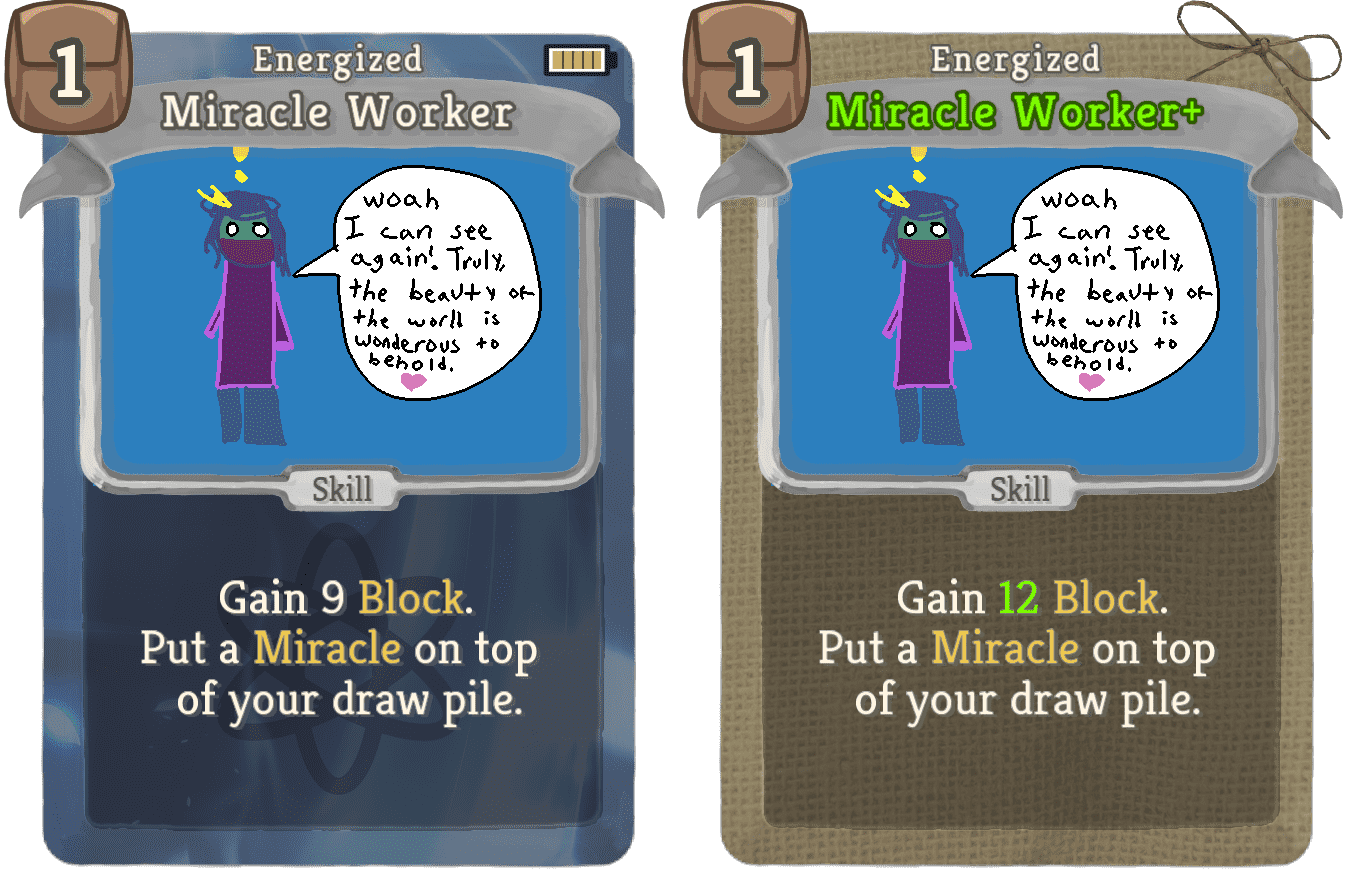 1
Energized
Miracle Worker
woah
I can see
again! Truly,
the beauty of
the world is
wonderous to
behold.
Skill
Gain 9 Block.
Put a Miracle on top
of your draw pile.
1
Energized
Miracle Worker+
woah
I can see
again! Truly,
the beauty of
the world is
wonderous to
behold.
Skill
Gain 12 Block.
Put a Miracle on top
of your draw pile.